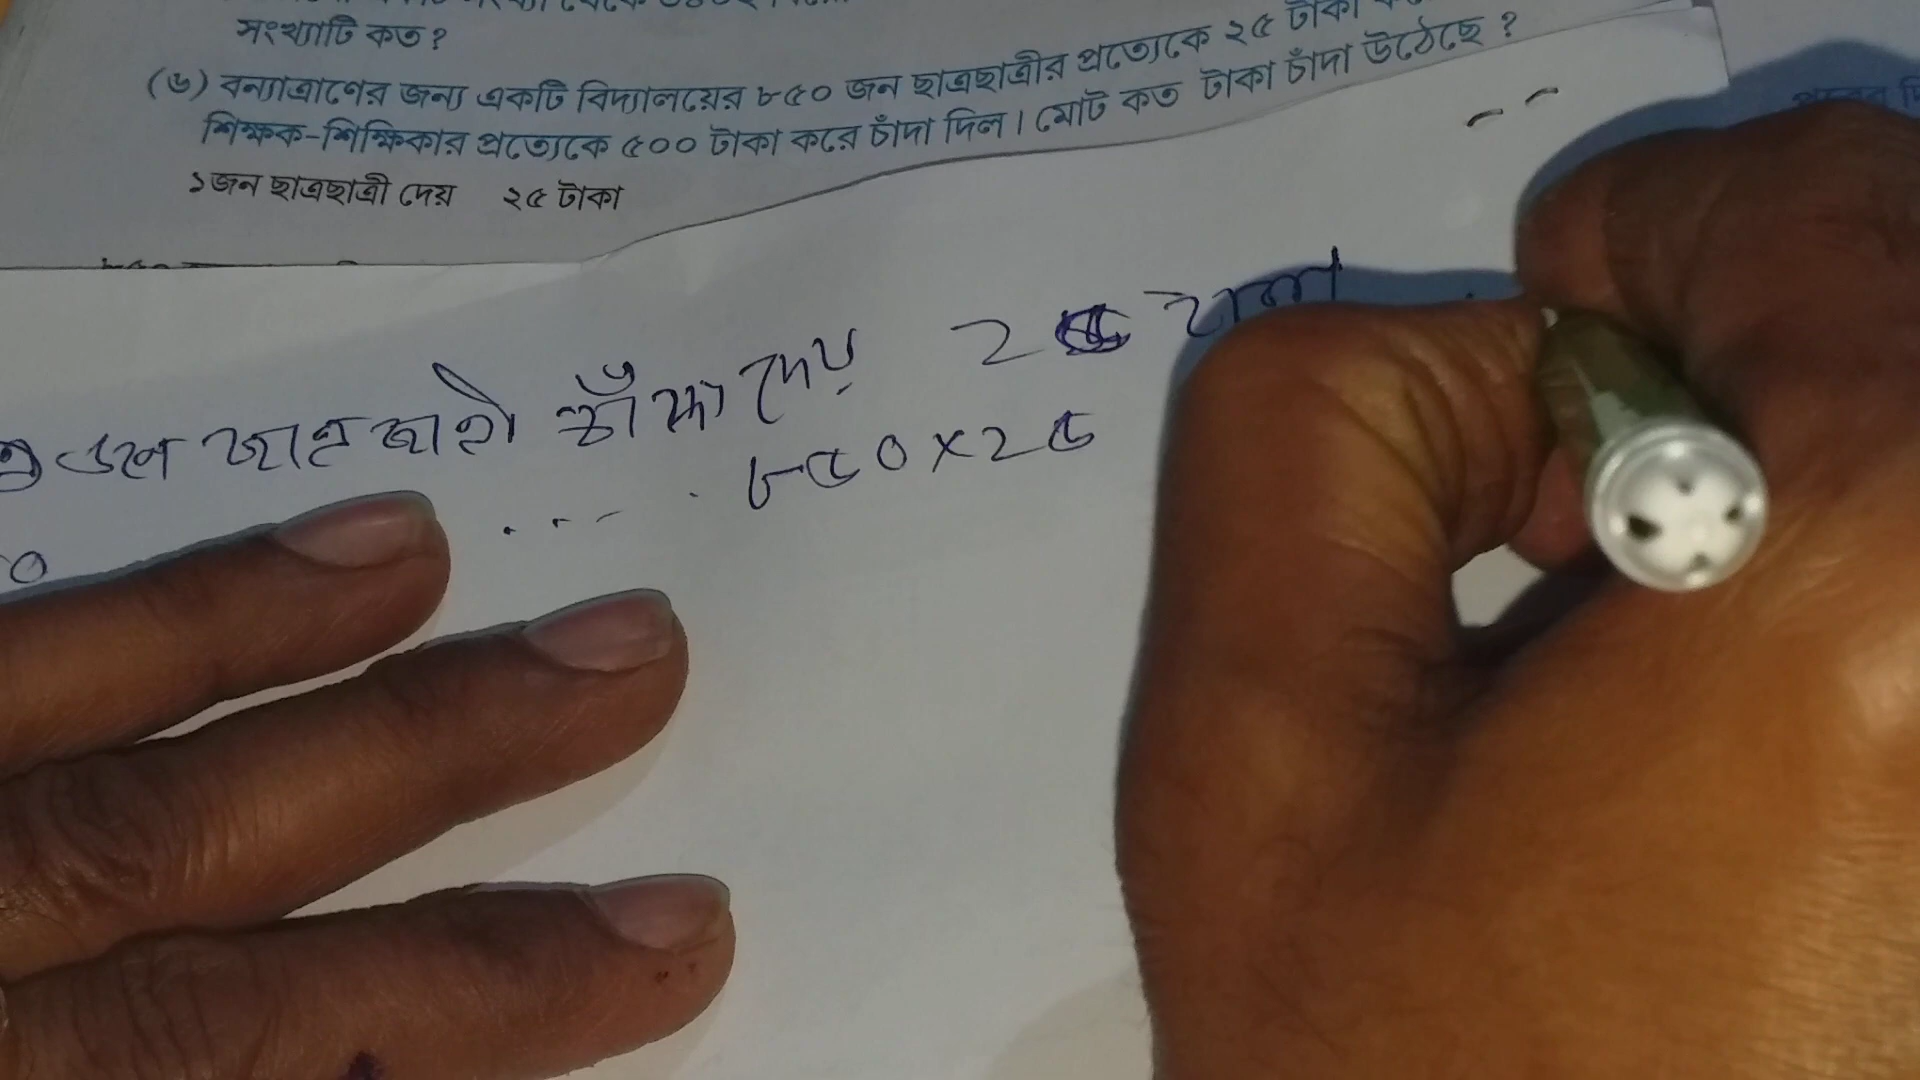 সংখ্যাটি কত ?
(৬) বন্যাত্রাণের জন্য একটি বিদ্যালয়ের ৮৫০ জন ছাত্রছাত্রীর প্রত্যেকে ২৫ টাকা
শিক্ষক-শিক্ষিকার প্রত্যেকে ৫০০ টাকা করে চাঁদা দিল। মোট কত টাকা চাঁদা উঠেছে ?
১জন ছাত্রছাত্রী দেয় ২৫ টাকা
জন ছাত্রছাত্রী চাঁদা দেয় ২৫ টাকা
৮৫০×২৫